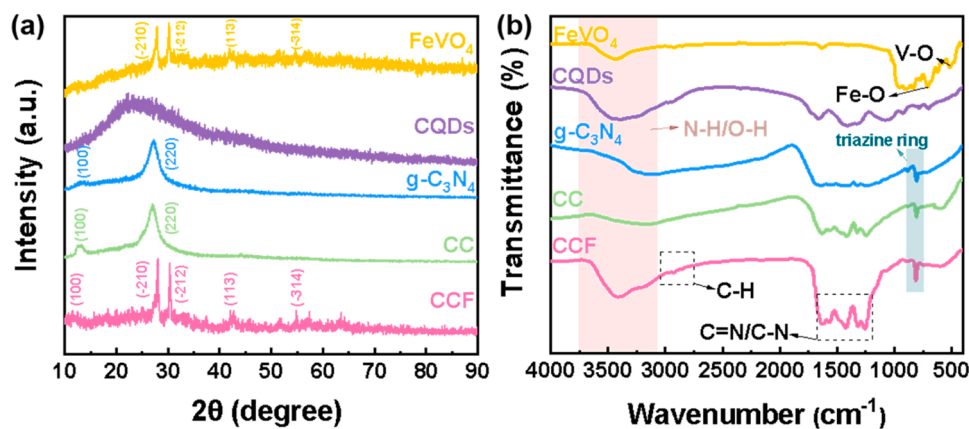 (a)
Intensity (a.u.)
(-210)
(-212)
(113)
(-314)
FeVO₄
CQDs
(100)
(220)
g-C₃N₄
(100)
(220)
CC
(100)
(-210)
(-212)
(113)
(-314)
CCF
10 20 30 40 50 60 70 80 90
2θ (degree)
(b)
Transmittance (%)
FeVO₄
V-O
Fe-O
CQDs
N-H/O-H
g-C₃N₄
triazine ring
CC
CCF
C-H
C=N/C-N
4000 3500 3000 2500 2000 1500 1000 500
Wavenumber (cm⁻¹)